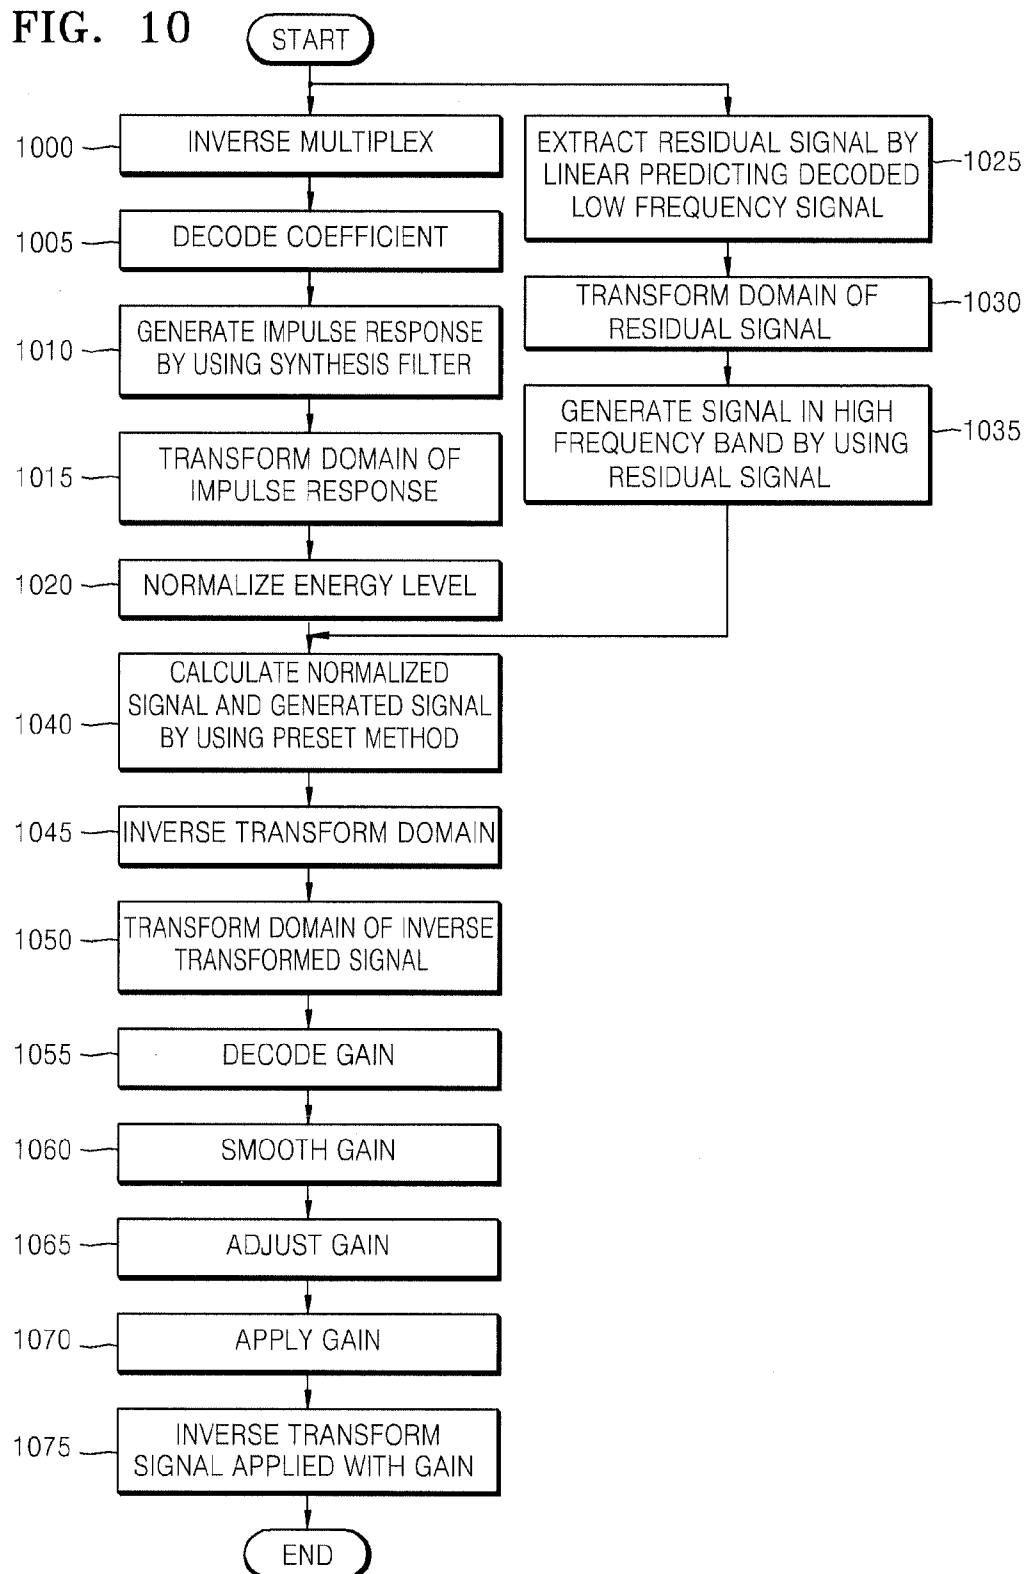 FIG. 10
START
1000
INVERSE MULTIPLEX
1005
DECODE COEFFICIENT
1010
GENERATE IMPULSE RESPONSE
BY USING SYNTHESIS FILTER
1015
TRANSFORM DOMAIN OF
IMPULSE RESPONSE
1020
NORMALIZE ENERGY LEVEL
EXTRACT RESIDUAL SIGNAL BY
LINEAR PREDICTING DECODED
LOW FREQUENCY SIGNAL
1025
TRANSFORM DOMAIN OF
RESIDUAL SIGNAL
1030
GENERATE SIGNAL IN HIGH
FREQUENCY BAND BY USING
RESIDUAL SIGNAL
1035
1040
CALCULATE NORMALIZED
SIGNAL AND GENERATED SIGNAL
BY USING PRESET METHOD
1045
INVERSE TRANSFORM DOMAIN
1050
TRANSFORM DOMAIN OF INVERSE
TRANSFORMED SIGNAL
1055
DECODE GAIN
1060
SMOOTH GAIN
1065
ADJUST GAIN
1070
APPLY GAIN
1075
INVERSE TRANSFORM
SIGNAL APPLIED WITH GAIN
END